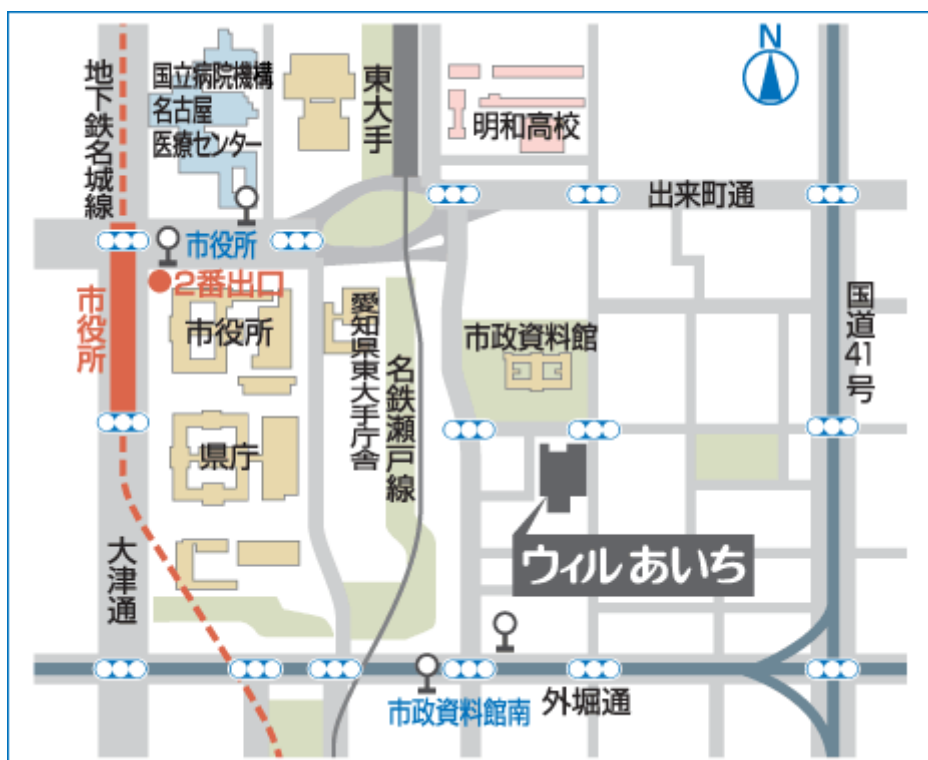 N
地下鉄名城線
国立病院機構
名古屋
医療センター
東大手
明和高校
出来町通
市役所
2番出口
市役所
市役所
愛知県東大手庁舎
名鉄瀬戸線
市政資料館
国道41号
県庁
ウィルあいち
大津通
市政資料館南
外堀通